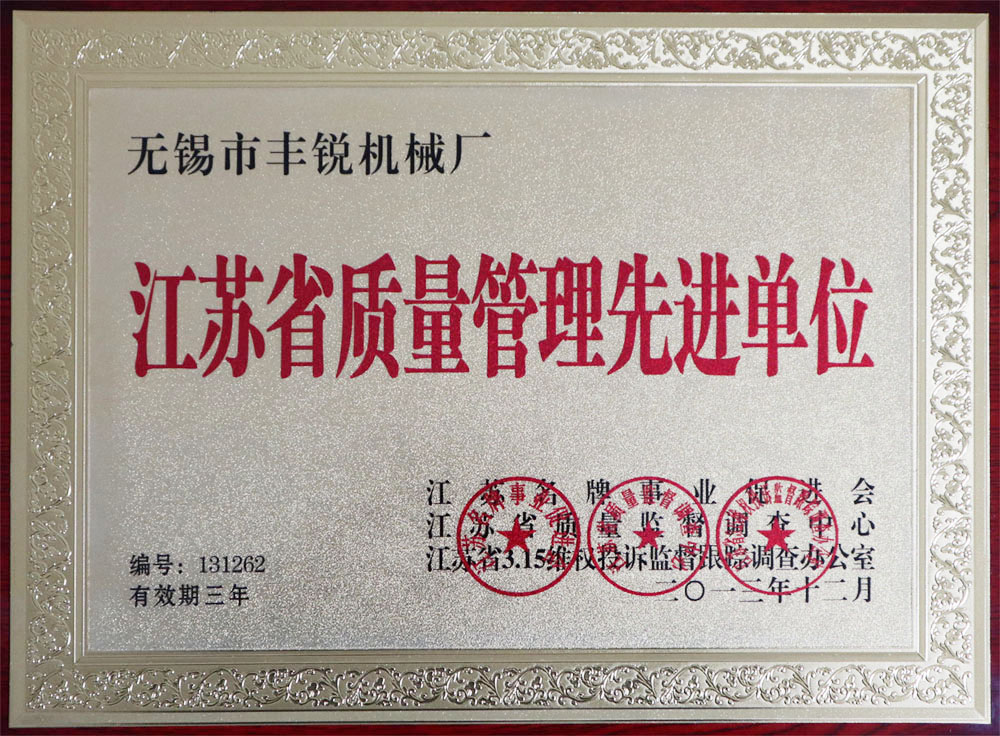 无锡市丰锐机械厂
江苏省质量管理先进单位
江苏名牌事业促进会
江苏省质量监督调查中心
江苏省3.15维权投诉监督跟踪调查办公室
二〇一三年十二月
编号：131262
有效期三年